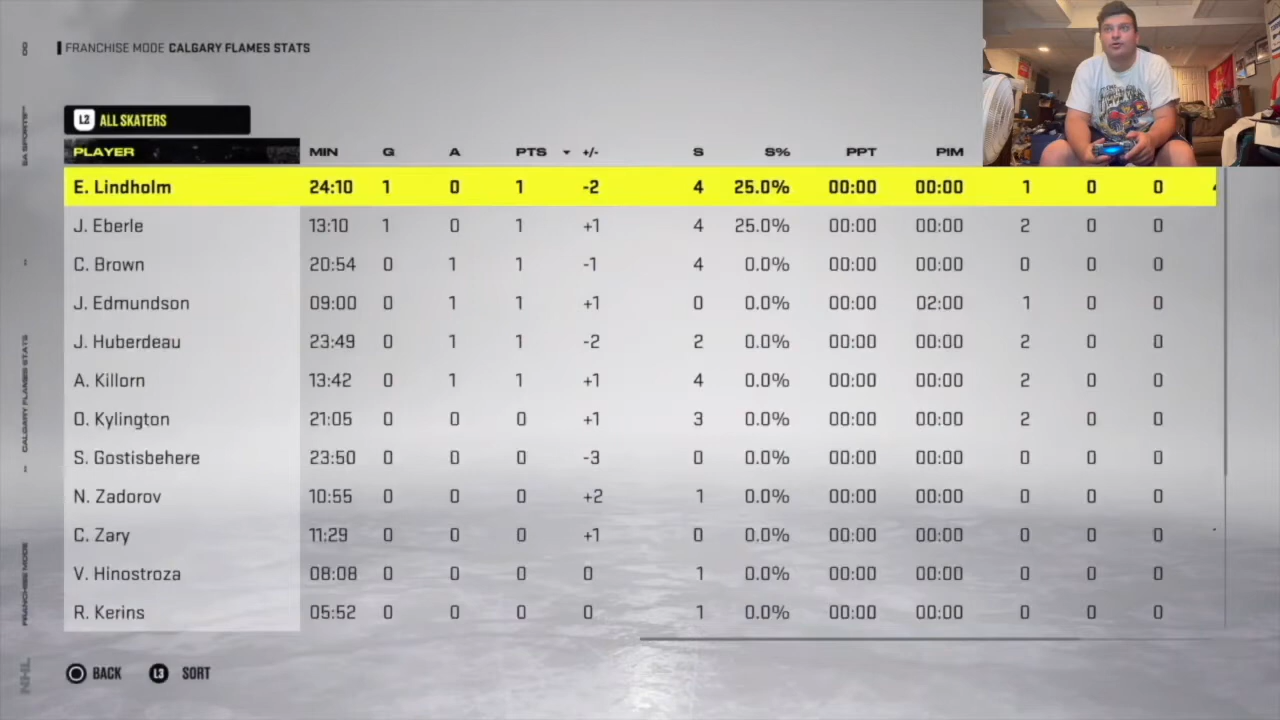 FRANCHISE MODE CALGARY FLAMES STATS
L2 ALL SKATERS
PLAYER MIN G A PTS +/- S S% PPT PIM
E. Lindholm 24:10 1 0 1 -2 4 25.0% 00:00 00:00 1 0 0
J. Eberle 13:10 1 0 1 +1 4 25.0% 00:00 00:00 2 0 0
C. Brown 20:54 0 1 1 -1 4 0.0% 00:00 00:00 0 0 0
J. Edmundson 09:00 0 1 1 +1 0 0.0% 00:00 02:00 1 0 0
J. Huberdeau 23:49 0 1 1 -2 2 0.0% 00:00 00:00 2 0 0
A. Killorn 13:42 0 1 1 +1 4 0.0% 00:00 00:00 2 0 0
O. Kylington 21:05 0 0 0 +1 3 0.0% 00:00 00:00 2 0 0
S. Gostisbehere 23:50 0 0 0 -3 0 0.0% 00:00 00:00 0 0 0
N. Zadorov 10:55 0 0 0 +2 1 0.0% 00:00 00:00 0 0 0
C. Zary 11:29 0 0 0 +1 0 0.0% 00:00 00:00 0 0 0
V. Hinostroza 08:08 0 0 0 0 1 0.0% 00:00 00:00 0 0 0
R. Kerins 05:52 0 0 0 0 1 0.0% 00:00 00:00 0 0 0
BACK L3 SORT
EA SPORTS
CALGARY FLAMES STATS
FRANCHISE MODE
NHL